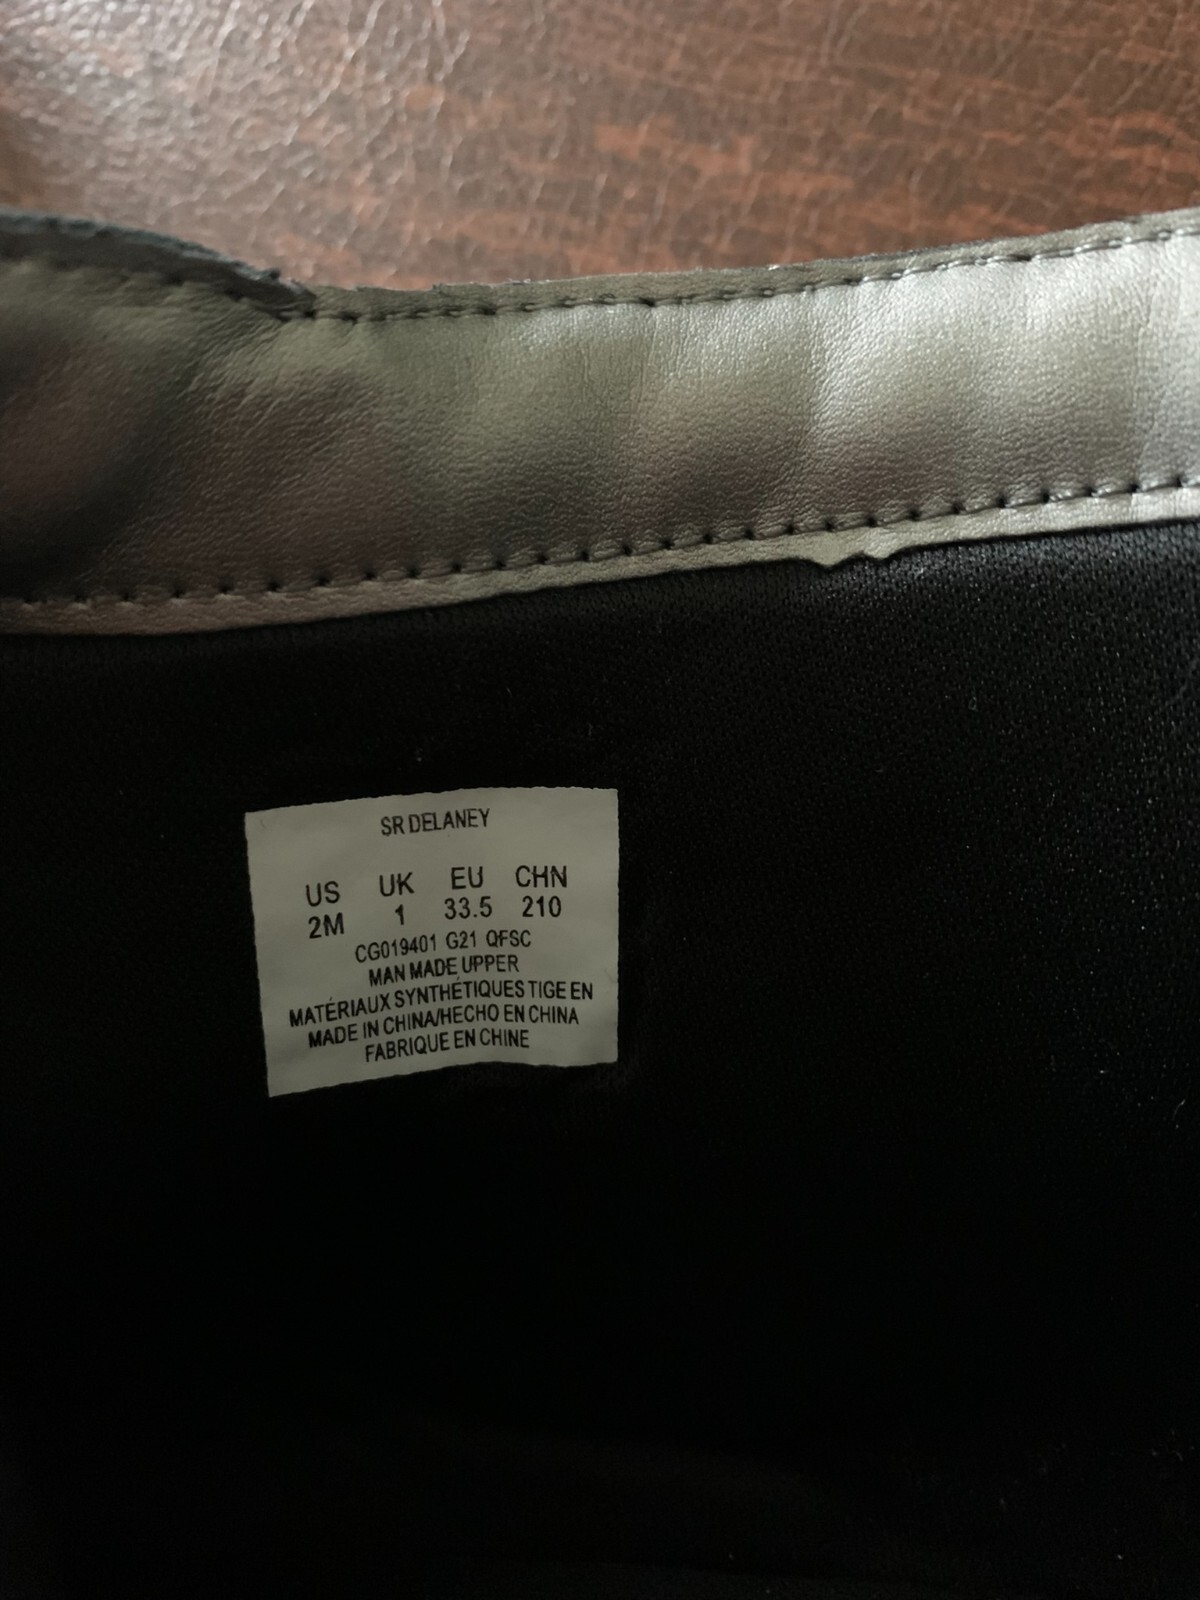 SR DELANEY
US UK EU CHN
2M 1 33.5 210
CG019401 G21 QFSC
MAN MADE UPPER
MATÉRIAUX SYNTHÉTIQUES TIGE EN
MADE IN CHINA/HECHO EN CHINA
FABRIQUE EN CHINE